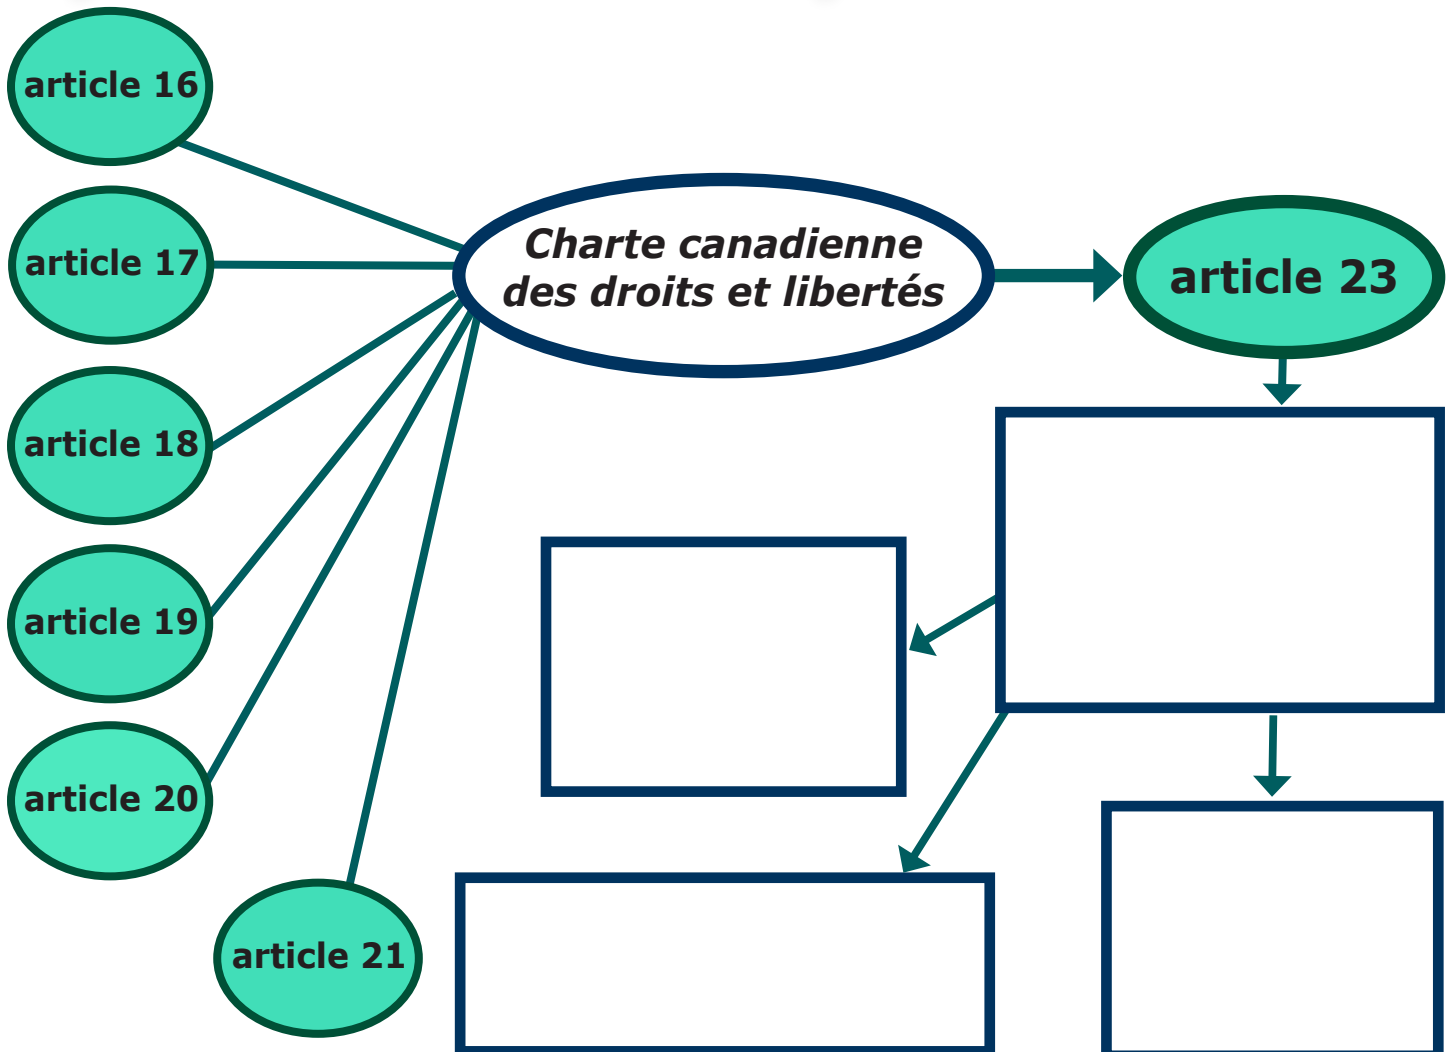 article 16
article 17
article 18
article 19
article 20
article 21
Charte canadienne
des droits et libertés
article 23